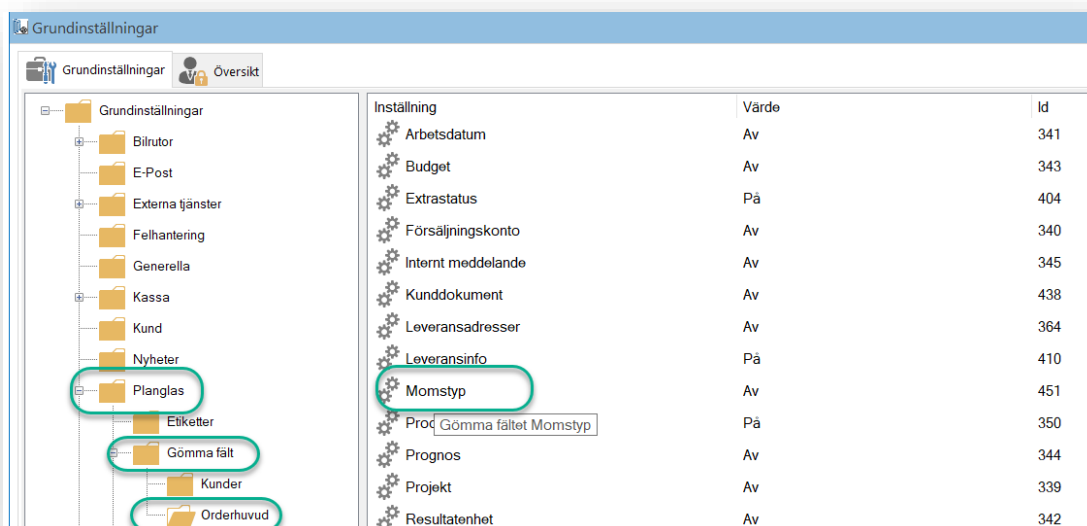 Grundinställningar
Grundinställningar
Översikt
Grundinställningar
Bilrutor
E-Post
Externa tjänster
Felhantering
Generella
Kassa
Kund
Nyheter
Planglas
Etiketter
Gömma fält
Kunder
Orderhuvud
Inställning Värde Id
Arbetsdatum Av 341
Budget Av 343
Extrastatus På 404
Försäljningskonto Av 340
Internt meddelande Av 345
Kunddokument Av 438
Leveransadresser Av 364
Leveransinfo På 410
Momstyp Av 451
Gömma fältet Momstyp På 350
Prognos Av 344
Projekt Av 339
Resultatenhet Av 342